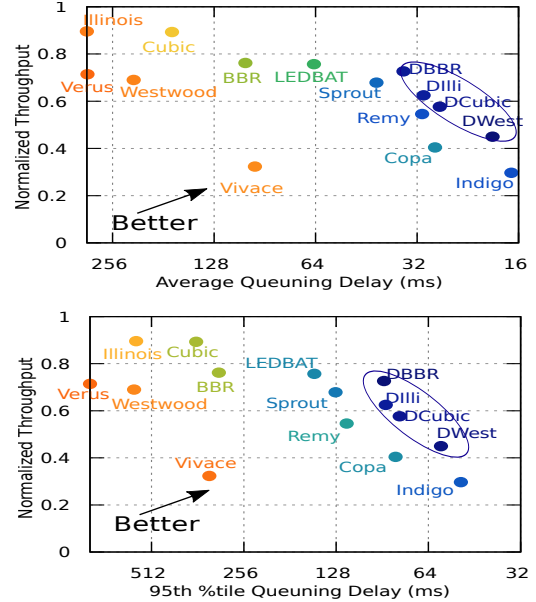 1
Illinois
Cubic
0.8
BBR
LEDBAT
DBBR
Verus
Westwood
Sprout
DIlli
0.6
Remy
DCubic
DWest
0.4
Copa
Vivace
Indigo
0.2
Better
0
256
128
64
32
16
Average Queuning Delay (ms)
Normalized Throughput
1
Illinois
Cubic
0.8
LEDBAT
BBR
DBBR
Verus
Westwood
Sprout
DIlli
0.6
DCubic
Remy
DWest
0.4
Vivace
Copa
Indigo
0.2
Better
0
512
256
128
64
32
95th %tile Queuning Delay (ms)
Normalized Throughput